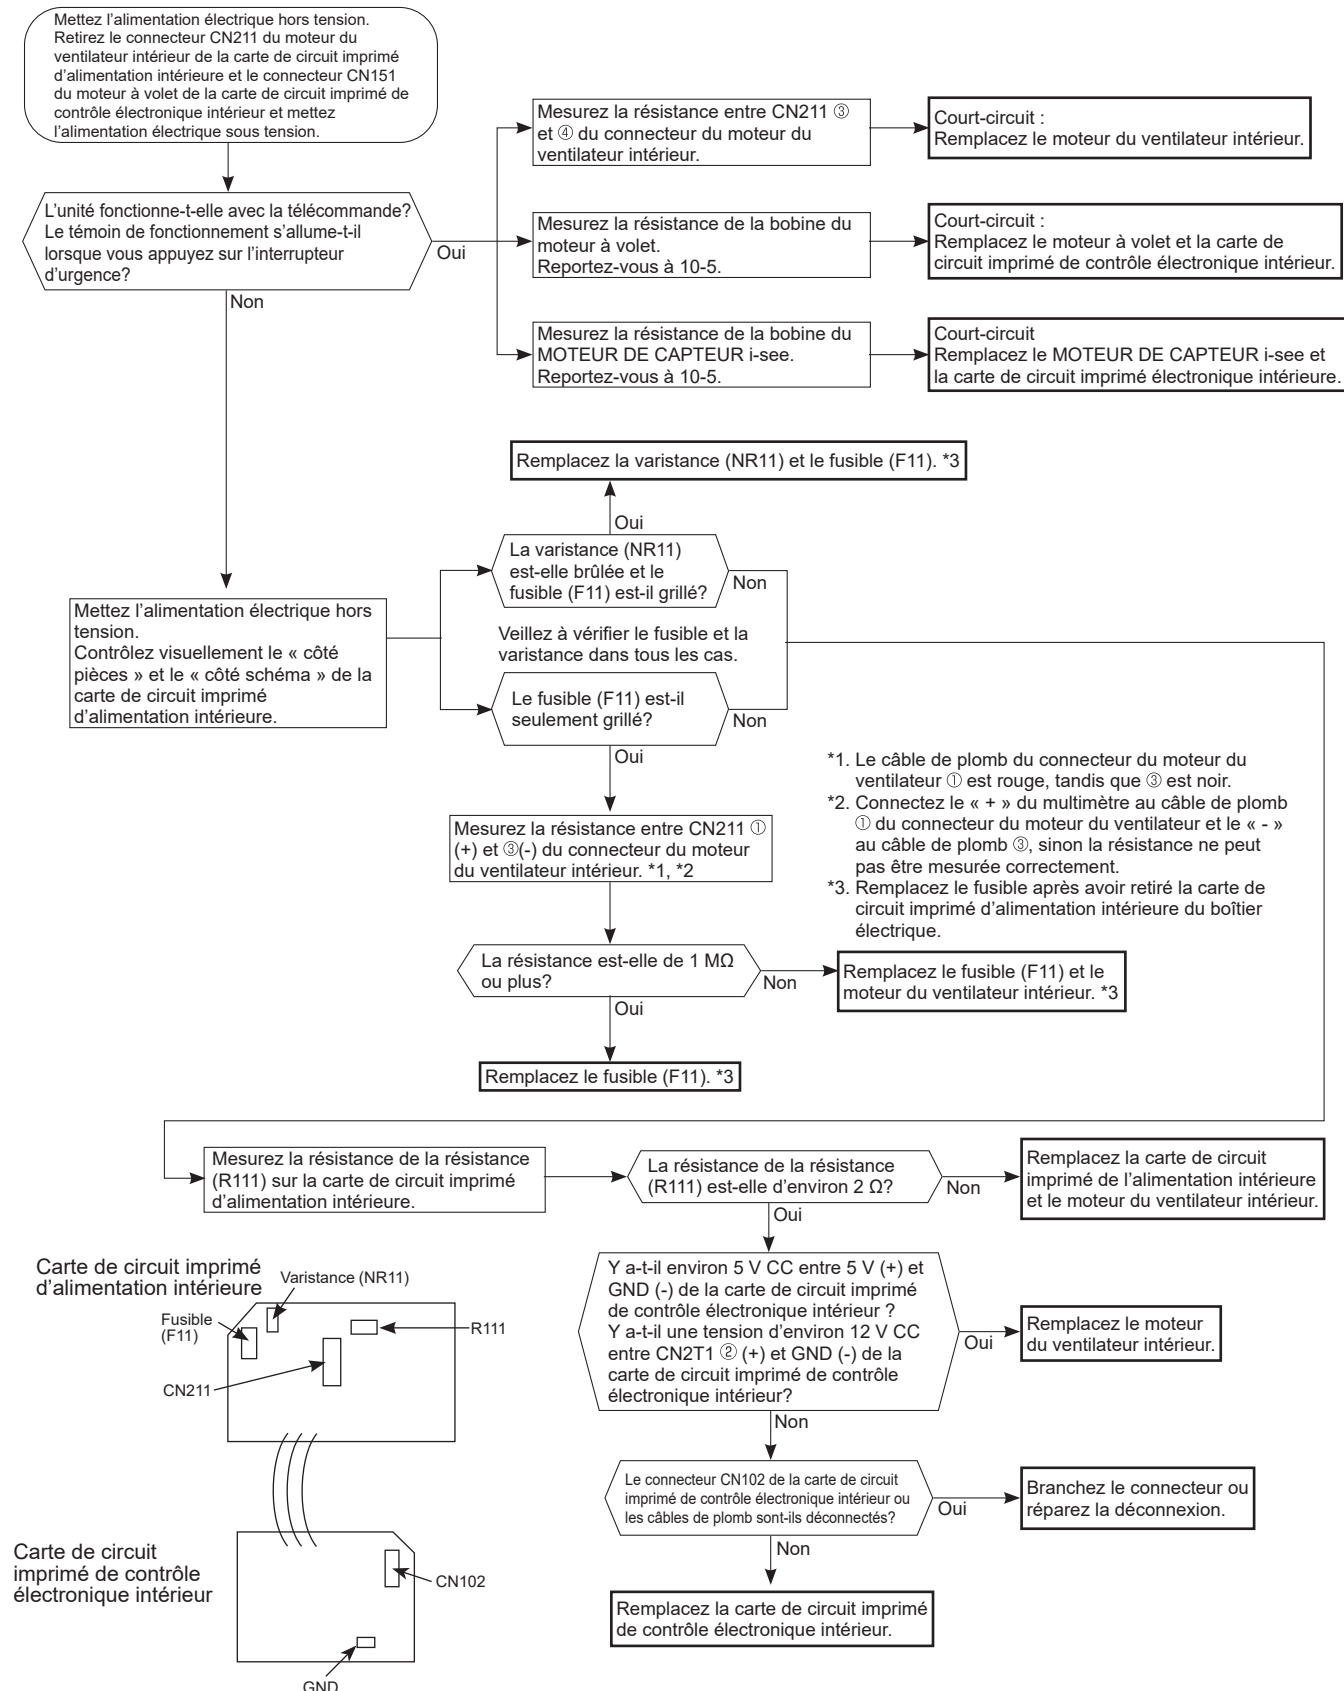 Mettez l'alimentation électrique hors tension.
Retirez le connecteur CN211 du moteur du
ventilateur intérieur de la carte de circuit imprimé
d'alimentation intérieure et le connecteur CN151
du moteur à volet de la carte de circuit imprimé de
contrôle électronique intérieur et mettez
l'alimentation électrique sous tension.
L'unité fonctionne-t-elle avec la télécommande?
Le témoin de fonctionnement s'allume-t-il
lorsque vous appuyez sur l'interrupteur
d'urgence?
Oui
Non
Mesurez la résistance entre CN211 ③
et ④ du connecteur du moteur du
ventilateur intérieur.
Court-circuit :
Remplacez le moteur du ventilateur intérieur.
Mesurez la résistance de la bobine du
moteur à volet.
Reportez-vous à 10-5.
Court-circuit :
Remplacez le moteur à volet et la carte de
circuit imprimé de contrôle électronique intérieur.
Mesurez la résistance de la bobine du
MOTEUR DE CAPTEUR i-see.
Reportez-vous à 10-5.
Court-circuit
Remplacez le MOTEUR DE CAPTEUR i-see et
la carte de circuit imprimé électronique intérieure.
Remplacez la varistance (NR11) et le fusible (F11). *3
Oui
La varistance (NR11)
est-elle brûlée et le
fusible (F11) est-il grillé?
Non
Mettez l'alimentation électrique hors
tension.
Contrôlez visuellement le « côté
pièces » et le « côté schéma » de la
carte de circuit imprimé
d'alimentation intérieure.
Veillez à vérifier le fusible et la
varistance dans tous les cas.
Le fusible (F11) est-il
seulement grillé?
Non
Oui
*1. Le câble de plomb du connecteur du moteur du
ventilateur ① est rouge, tandis que ③ est noir.
*2. Connectez le « + » du multimètre au câble de plomb
① du connecteur du moteur du ventilateur et le « - »
au câble de plomb ③, sinon la résistance ne peut
pas être mesurée correctement.
*3. Remplacez le fusible après avoir retiré la carte de
circuit imprimé d'alimentation intérieure du boîtier
électrique.
Mesurez la résistance entre CN211 ①
(+) et ③(-) du connecteur du moteur
du ventilateur intérieur. *1, *2
La résistance est-elle de 1 MΩ
ou plus?
Non
Remplacez le fusible (F11) et le
moteur du ventilateur intérieur. *3
Oui
Remplacez le fusible (F11). *3
Mesurez la résistance de la résistance
(R111) sur la carte de circuit imprimé
d'alimentation intérieure.
La résistance de la résistance
(R111) est-elle d'environ 2 Ω?
Non
Remplacez la carte de circuit
imprimé de l'alimentation intérieure
et le moteur du ventilateur intérieur.
Oui
Y a-t-il environ 5 V CC entre 5 V (+) et
GND (-) de la carte de circuit imprimé
de contrôle électronique intérieur ?
Y a-t-il une tension d'environ 12 V CC
entre CN2T1 ② (+) et GND (-) de la
carte de circuit imprimé de contrôle
électronique intérieur?
Oui
Remplacez le moteur
du ventilateur intérieur.
Non
Le connecteur CN102 de la carte de circuit
imprimé de contrôle électronique intérieur ou
les câbles de plomb sont-ils déconnectés?
Oui
Branchez le connecteur ou
réparez la déconnexion.
Non
Remplacez la carte de circuit imprimé
de contrôle électronique intérieur.
Carte de circuit imprimé
d'alimentation intérieure
Varistance (NR11)
Fusible
(F11)
R111
CN211
Carte de circuit
imprimé de contrôle
électronique intérieur
CN102
GND